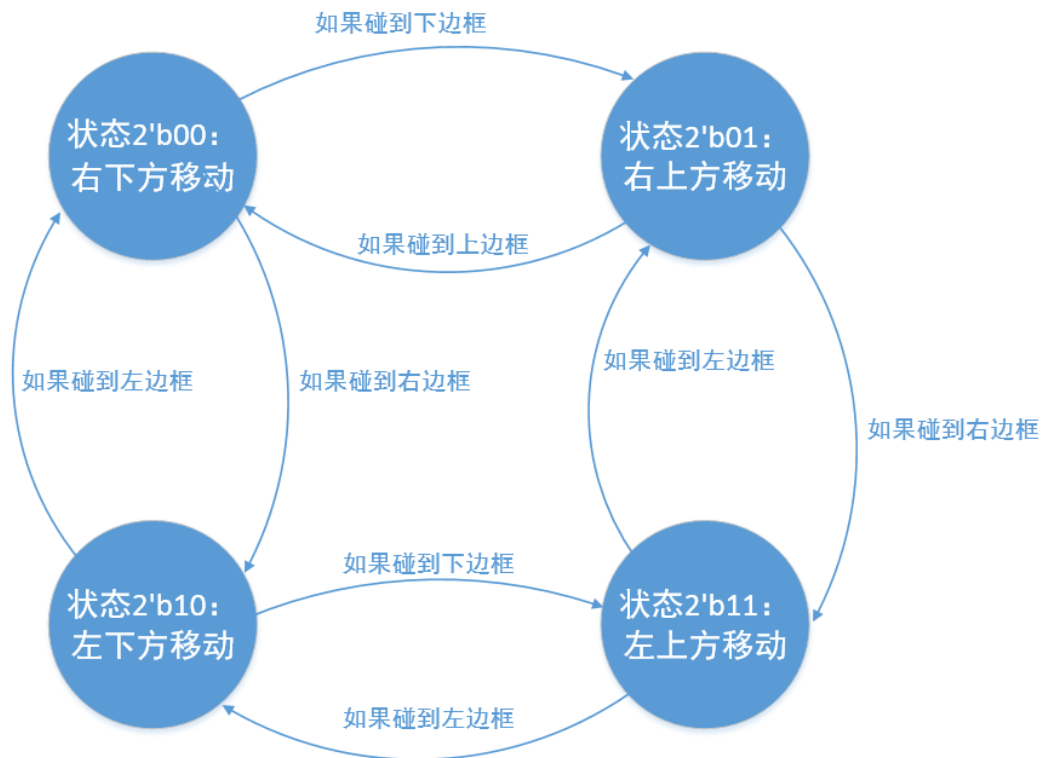 如果碰到下边框
状态2'b00：
右下方移动
状态2'b01：
右上方移动
如果碰到上边框
如果碰到左边框
如果碰到右边框
如果碰到左边框
如果碰到右边框
状态2'b10：
左下方移动
如果碰到下边框
状态2'b11：
左上方移动
如果碰到左边框